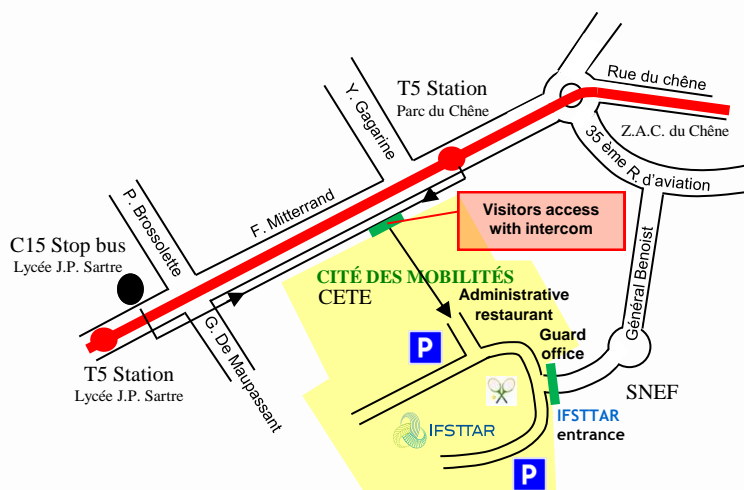 Rue du chêne
T5 Station
Parc du Chêne
Y. Gagarine
Z.A.C. du Chêne
35 ème R. d'aviation
P. Brossolette
F. Mitterrand
Visitors access
with intercom
C15 Stop bus
Lycée J.P. Sartre
CITÉ DES MOBILITÉS
CETE
Administrative
restaurant
Général Benoist
G. De Maupassant
Guard
office
P
T5 Station
Lycée J.P. Sartre
SNEF
IFSTTAR
IFSTTAR
entrance
P